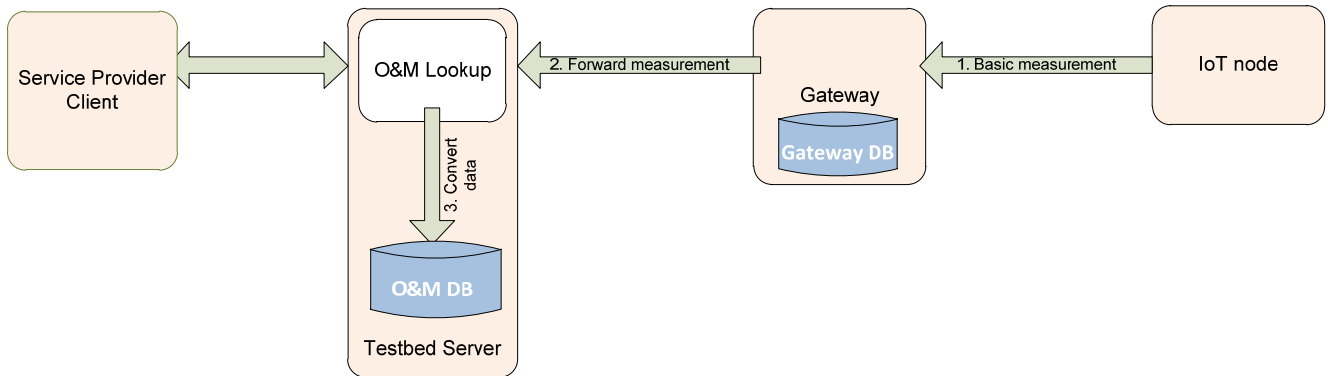 Service Provider
Client
O&M Lookup
3. Convert
data
O&M DB
Testbed Server
2. Forward measurement
Gateway
Gateway DB
1. Basic measurement
IoT node